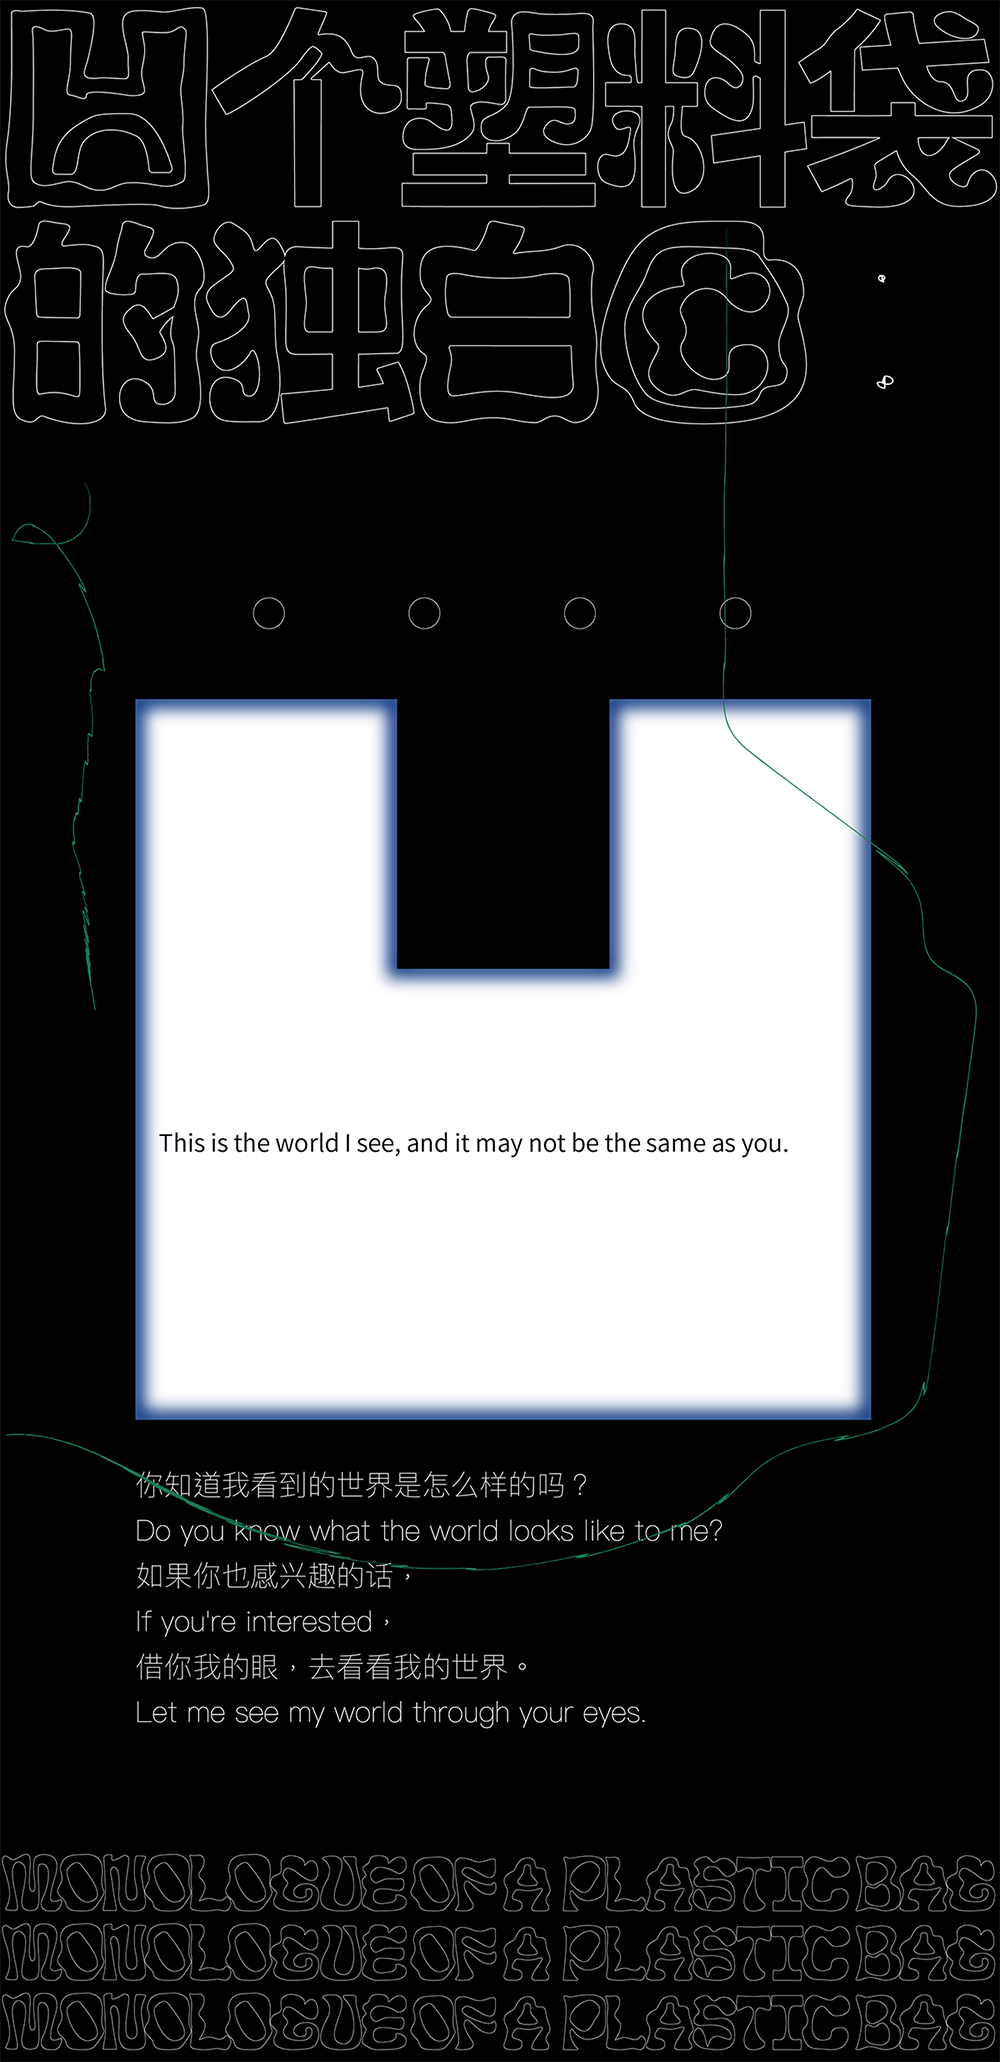 个塑料袋
的独白©
This is the world I see, and it may not be the same as you.
你知道我看到的世界是怎么样的吗？
Do you know what the world looks like to me?
如果你也感兴趣的话，
If you're interested，
借你我的眼，去看看我的世界。
Let me see my world through your eyes.
MONOLOGUE OF A PLASTIC BAG
MONOLOGUE OF A PLASTIC BAG
MONOLOGUE OF A PLASTIC BAG